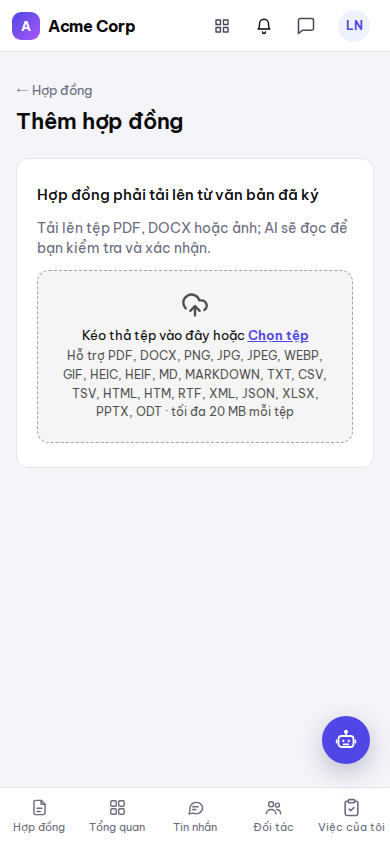 A Acme Corp LN
← Hợp đồng
Thêm hợp đồng
Hợp đồng phải tải lên từ văn bản đã ký
Tải lên tệp PDF, DOCX hoặc ảnh; AI sẽ đọc để
bạn kiểm tra và xác nhận.
Kéo thả tệp vào đây hoặc Chọn tệp
Hỗ trợ PDF, DOCX, PNG, JPG, JPEG, WEBP,
GIF, HEIC, HEIF, MD, MARKDOWN, TXT, CSV,
TSV, HTML, HTM, RTF, XML, JSON, XLSX,
PPTX, ODT · tối đa 20 MB mỗi tệp
Hợp đồng Tổng quan Tin nhắn Đối tác Việc của tôi